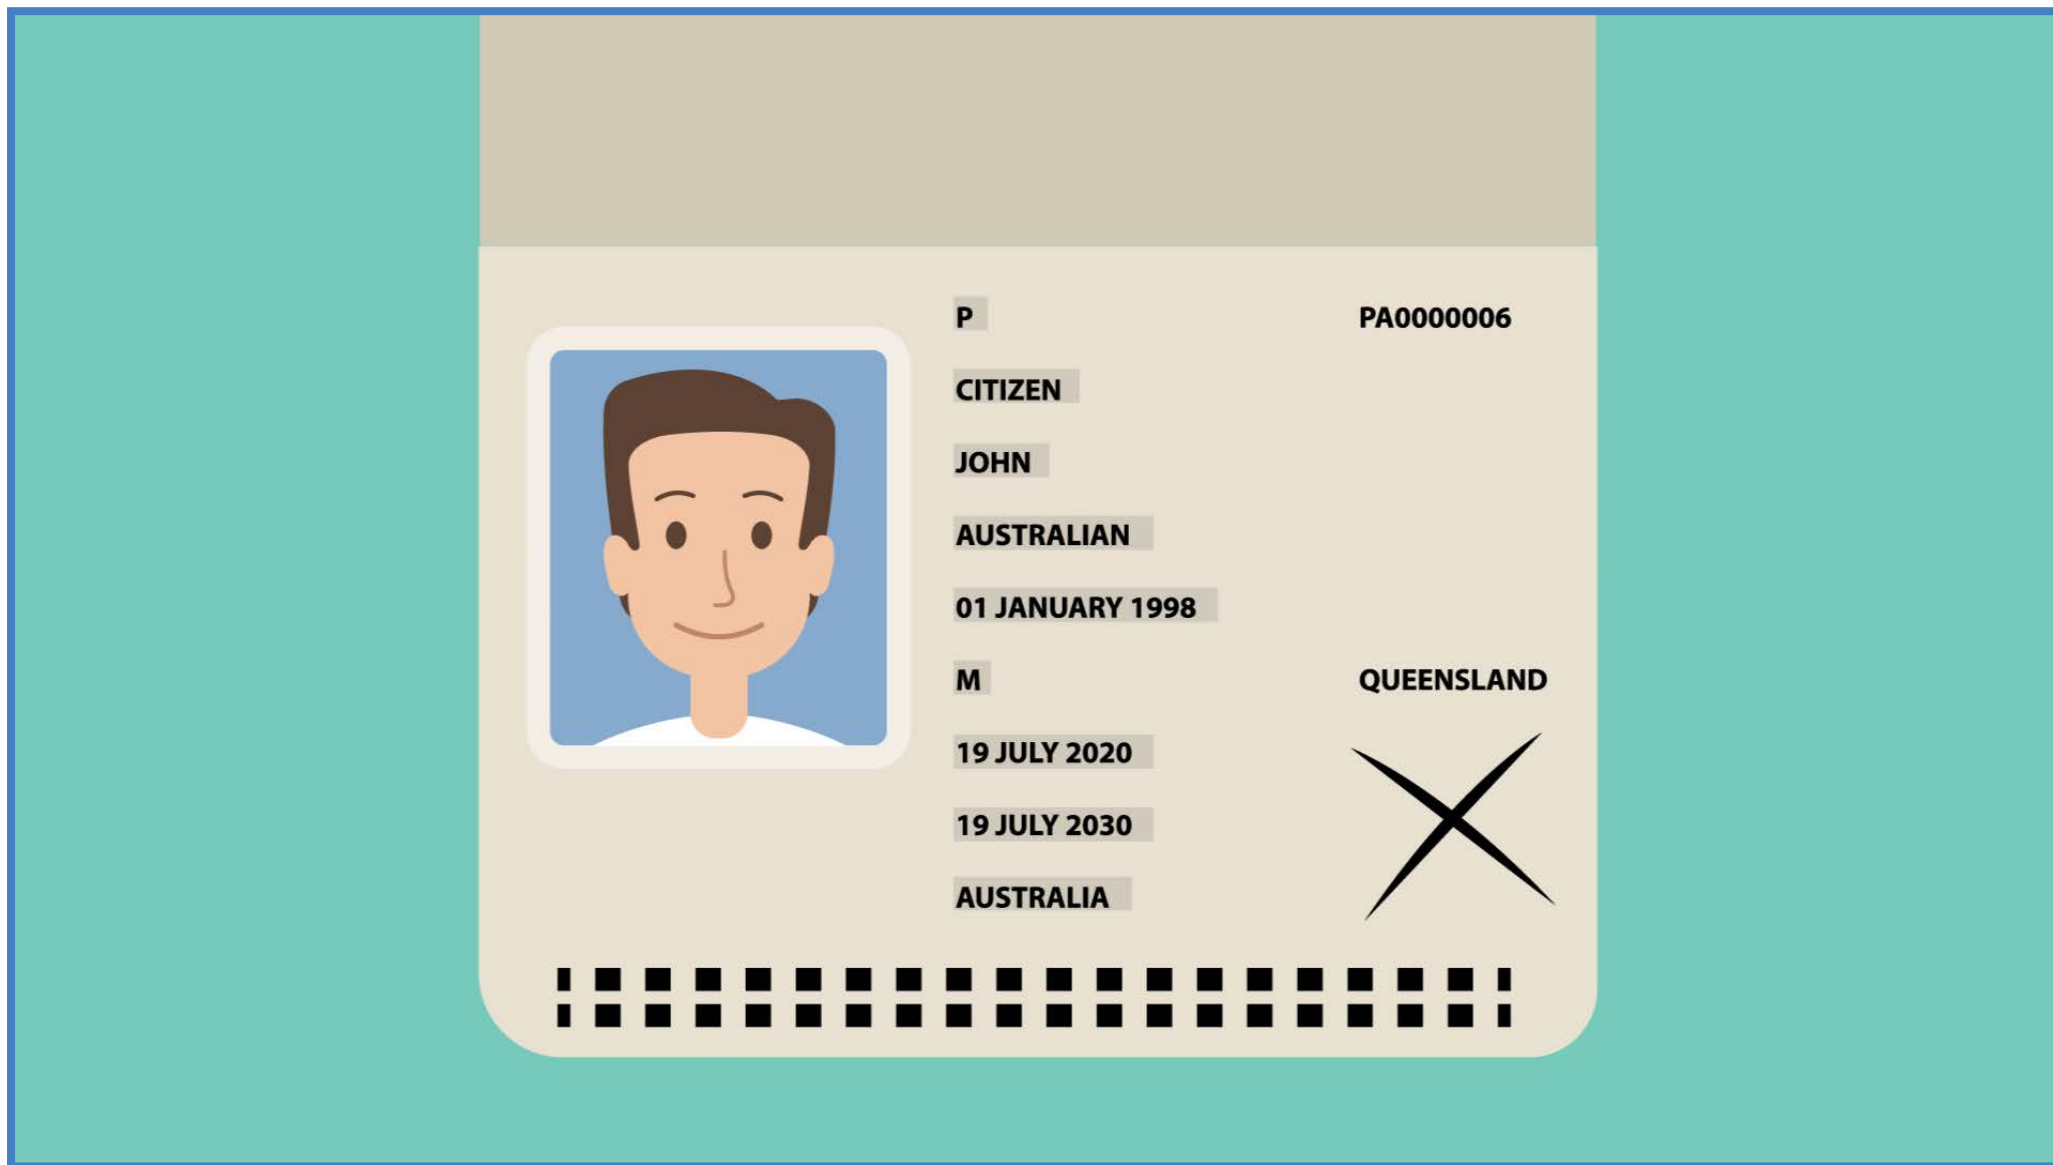 P PA0000006
CITIZEN
JOHN
AUSTRALIAN
01 JANUARY 1998
M QUEENSLAND
19 JULY 2020
19 JULY 2030
AUSTRALIA